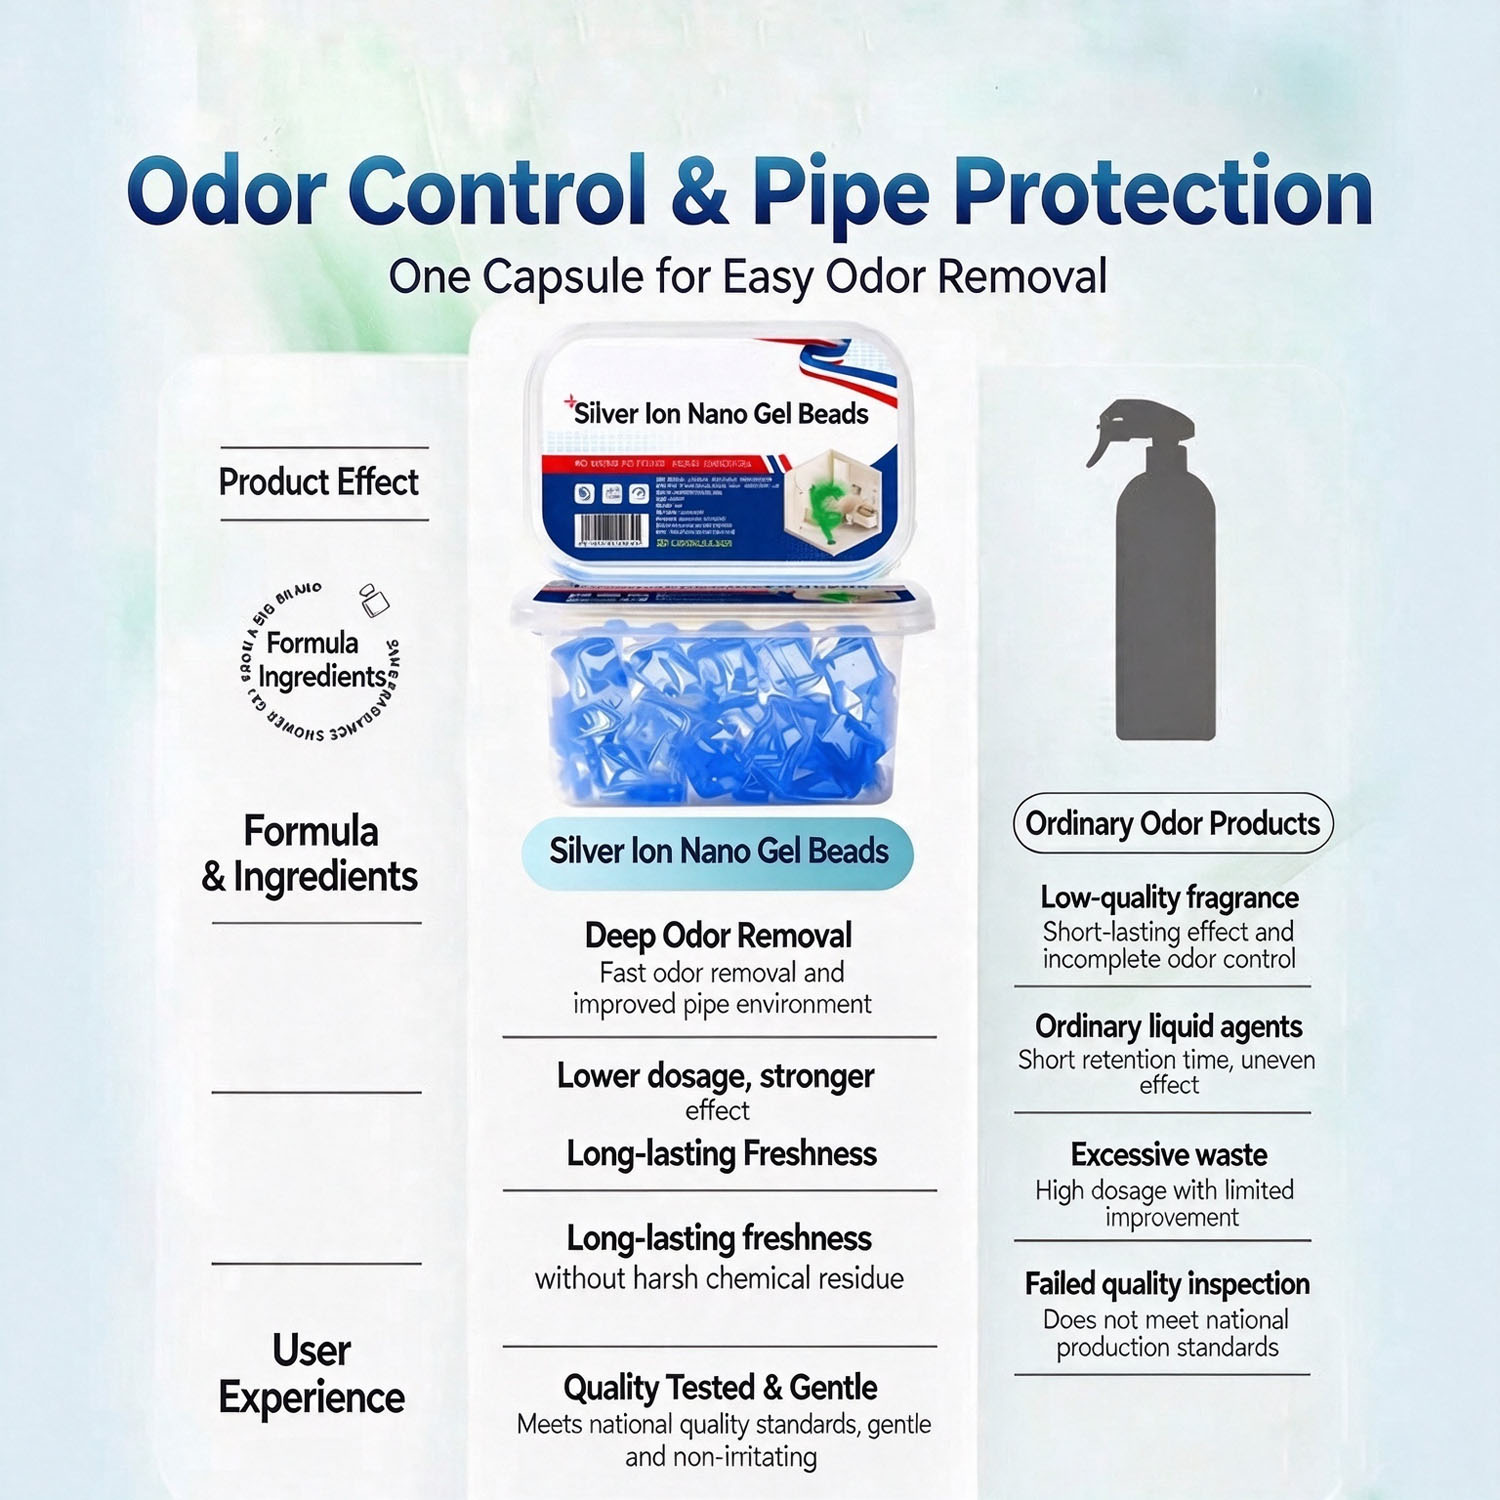 Odor Control & Pipe Protection
One Capsule for Easy Odor Removal
Silver Ion Nano Gel Beads
Product Effect
Formula
Ingredients
Formula
& Ingredients
User
Experience
Silver Ion Nano Gel Beads
Deep Odor Removal
Fast odor removal and
improved pipe environment
Lower dosage, stronger
effect
Long-lasting Freshness
Long-lasting freshness
without harsh chemical residue
Quality Tested & Gentle
Meets national quality standards, gentle
and non-irritating
Ordinary Odor Products
Low-quality fragrance
Short-lasting effect and
incomplete odor control
Ordinary liquid agents
Short retention time, uneven
effect
Excessive waste
High dosage with limited
improvement
Failed quality inspection
Does not meet national
production standards